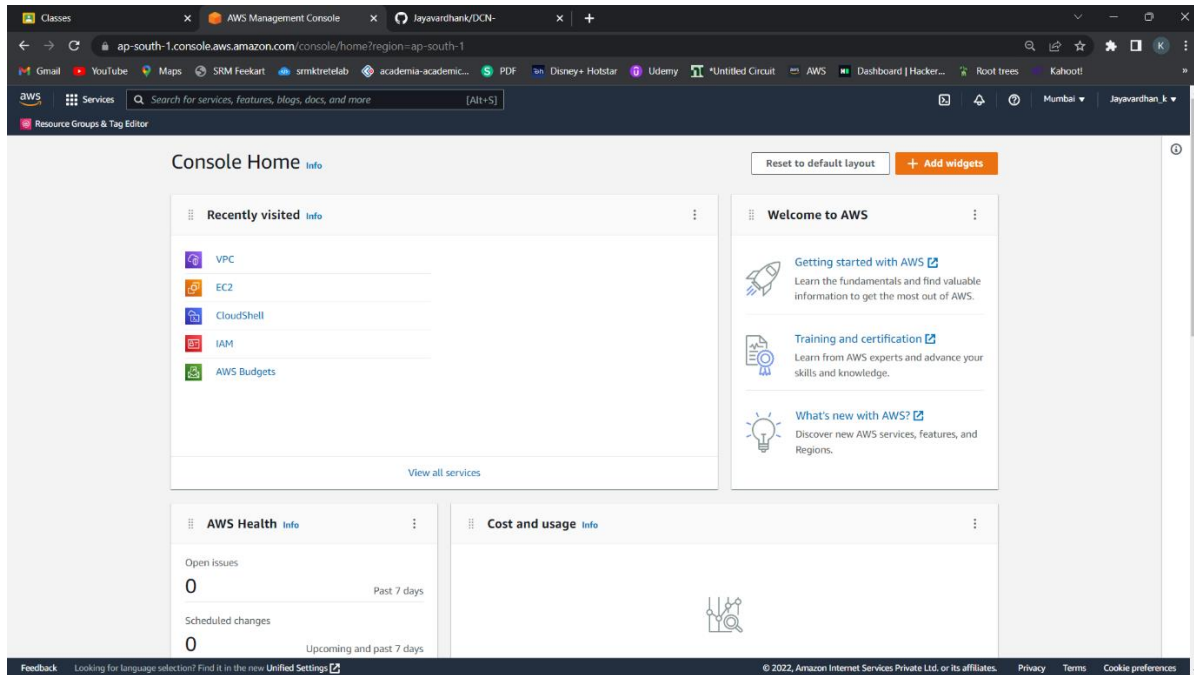 Classes
AWS Management Console
Jayavardhank/DCN-
ap-south-1.console.aws.amazon.com/console/home?region=ap-south-1
Gmail YouTube Maps SRM Feekart srmktretelab academia-academic... PDF Disney+ Hotstar Udemy *Untitled Circuit AWS Dashboard | Hacker... Root trees Kahoot! »
aws Services Search for services, features, blogs, docs, and more [Alt+S] Mumbai Jayavardhan_k
Resource Groups & Tag Editor
Console Home Info
Reset to default layout
+ Add widgets
Recently visited Info
VPC
EC2
CloudShell
IAM
AWS Budgets
View all services
Welcome to AWS
Getting started with AWS
Learn the fundamentals and find valuable
information to get the most out of AWS.
Training and certification
Learn from AWS experts and advance your
skills and knowledge.
What's new with AWS?
Discover new AWS services, features, and
Regions.
AWS Health Info
Open issues
0 Past 7 days
Scheduled changes
0 Upcoming and past 7 days
Cost and usage Info
Feedback Looking for language selection? Find it in the new Unified Settings © 2022, Amazon Internet Services Private Ltd. or its affiliates. Privacy Terms Cookie preferences